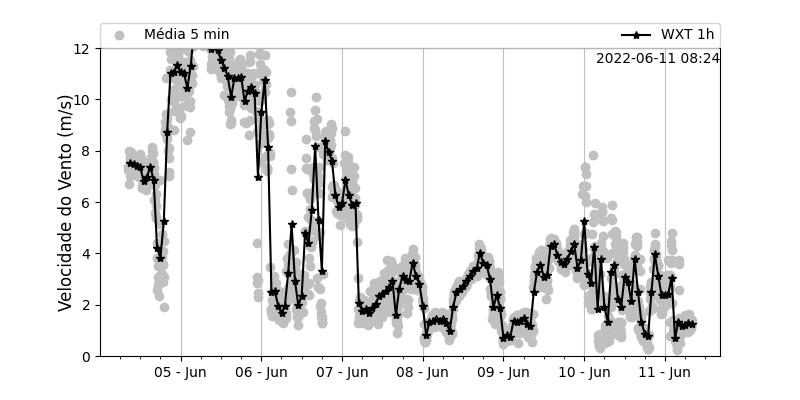 Média 5 min
WXT 1h
2022-06-11 08:24
Velocidade do Vento (m/s)
12
10
8
6
4
2
0
05 - Jun
06 - Jun
07 - Jun
08 - Jun
09 - Jun
10 - Jun
11 - Jun